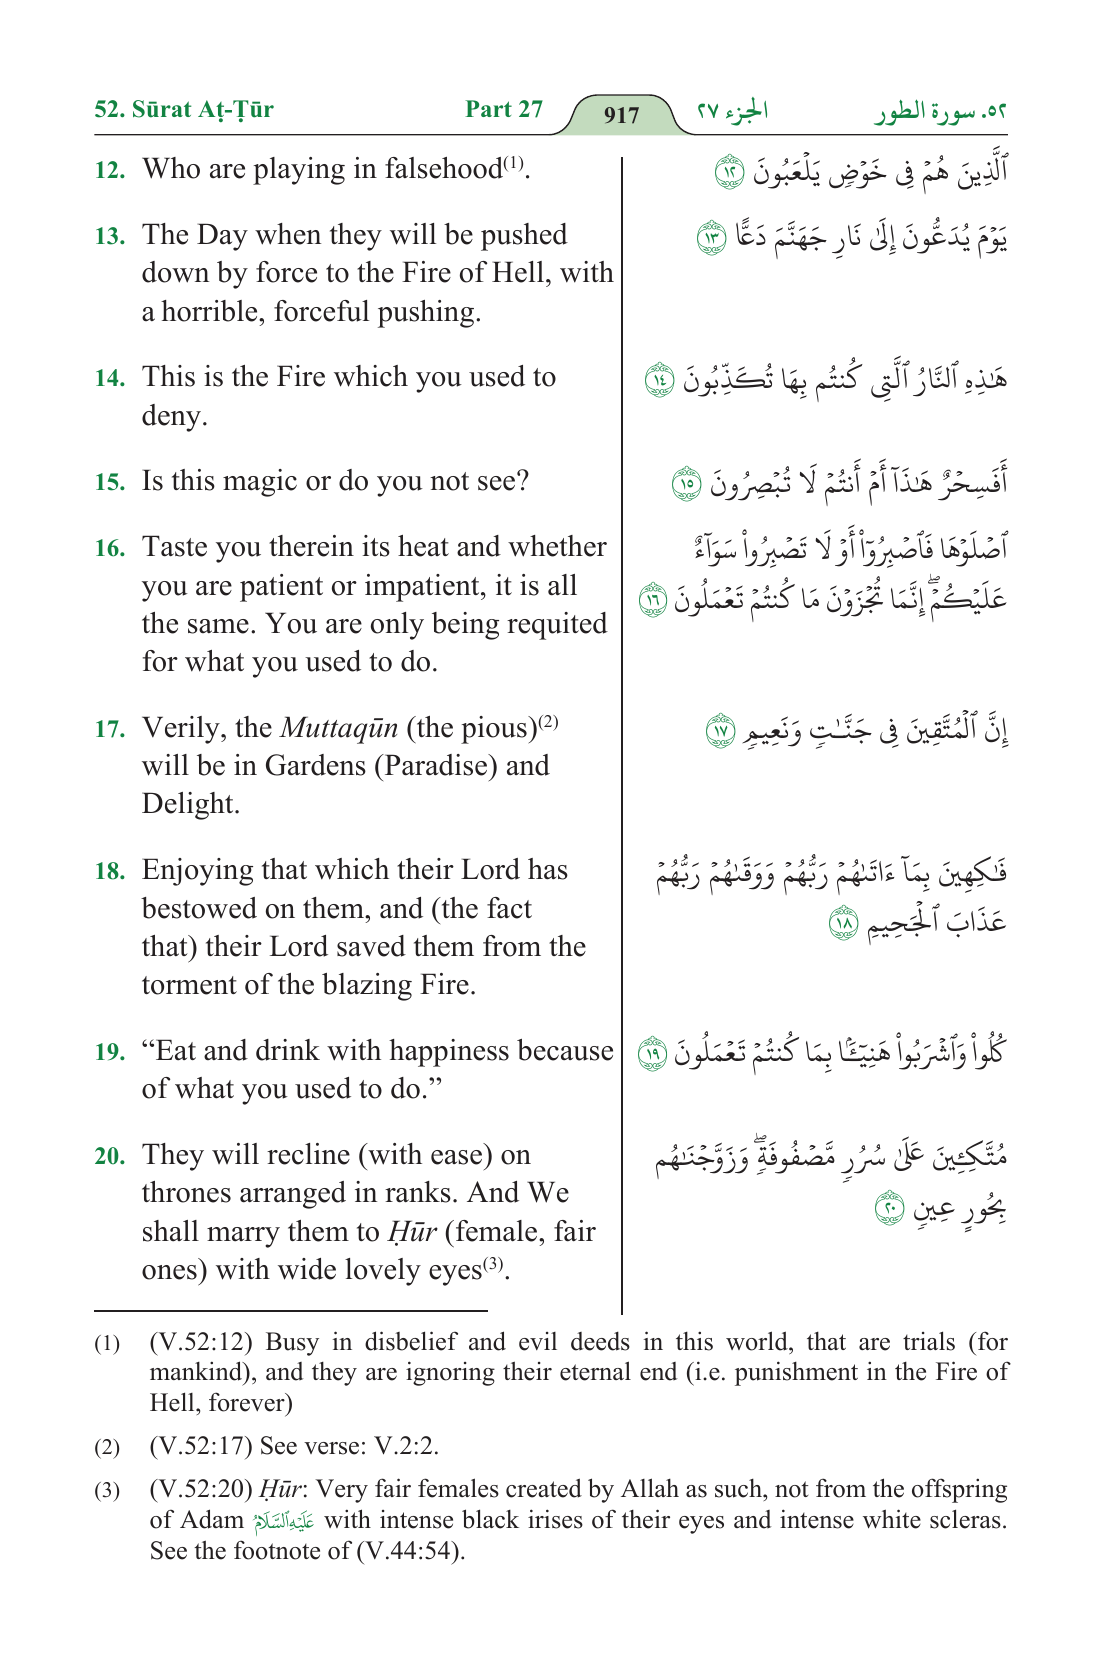 52. Sūrat Aṭ-Ṭūr Part 27 917 الجزء ٢٧ ٥٢. سورة الطور
12. Who are playing in falsehood(1).
ٱلَّذِينَ هُمۡ فِي خَوۡضٖ يَلۡعَبُونَ ١٢
13. The Day when they will be pushed
down by force to the Fire of Hell, with
a horrible, forceful pushing.
يَوۡمَ يُدَعُّونَ إِلَىٰ نَارِ جَهَنَّمَ دَعًّا ١٣
14. This is the Fire which you used to
deny.
هَٰذِهِ ٱلنَّارُ ٱلَّتِي كُنتُم بِهَا تُكَذِّبُونَ ١٤
15. Is this magic or do you not see?
أَفَسِحۡرٌ هَٰذَآ أَمۡ أَنتُمۡ لَا تُبۡصِرُونَ ١٥
16. Taste you therein its heat and whether
you are patient or impatient, it is all
the same. You are only being requited
for what you used to do.
ٱصۡلَوۡهَا فَٱصۡبِرُوٓاْ أَوۡ لَا تَصۡبِرُواْ سَوَآءٌ
عَلَيۡكُمۡۖ إِنَّمَا تُجۡزَوۡنَ مَا كُنتُمۡ تَعۡمَلُونَ ١٦
17. Verily, the Muttaqūn (the pious)(2)
will be in Gardens (Paradise) and
Delight.
إِنَّ ٱلۡمُتَّقِينَ فِي جَنَّٰتٖ وَنَعِيمٖ ١٧
18. Enjoying that which their Lord has
bestowed on them, and (the fact
that) their Lord saved them from the
torment of the blazing Fire.
فَٰكِهِينَ بِمَآ ءَاتَىٰهُمۡ رَبُّهُمۡ وَوَقَىٰهُمۡ رَبُّهُمۡ
عَذَابَ ٱلۡجَحِيمِ ١٨
19. “Eat and drink with happiness because
of what you used to do.”
كُلُواْ وَٱشۡرَبُواْ هَنِيٓـَٔۢا بِمَا كُنتُمۡ تَعۡمَلُونَ ١٩
20. They will recline (with ease) on
thrones arranged in ranks. And We
shall marry them to Ḥūr (female, fair
ones) with wide lovely eyes(3).
مُتَّكِـِٔينَ عَلَىٰ سُرُرٖ مَّصۡفُوفَةٖۖ وَزَوَّجۡنَٰهُم
بِحُورٍ عِينٖ ٢٠
(1) (V.52:12) Busy in disbelief and evil deeds in this world, that are trials (for
mankind), and they are ignoring their eternal end (i.e. punishment in the Fire of
Hell, forever)
(2) (V.52:17) See verse: V.2:2.
(3) (V.52:20) Ḥūr: Very fair females created by Allah as such, not from the offspring
of Adam عَلَيْهِ ٱلسَّلَامُ with intense black irises of their eyes and intense white scleras.
See the footnote of (V.44:54).